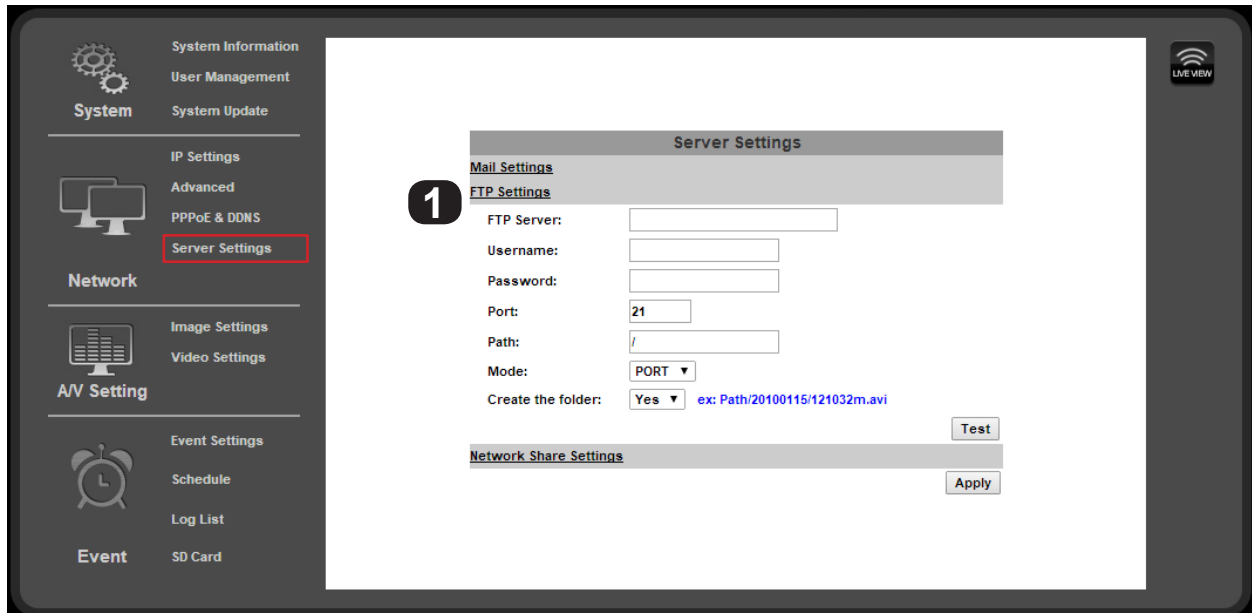 System Information
User Management
System
System Update
LIVE VIEW
IP Settings
Advanced
PPPoE & DDNS
Server Settings
Network
Image Settings
Video Settings
A/V Setting
Event Settings
Schedule
Log List
Event
SD Card
Server Settings
Mail Settings
1
FTP Settings
FTP Server:
Username:
Password:
Port: 21
Path: /
Mode: PORT ▼
Create the folder: Yes ▼ ex: Path/20100115/121032m.avi
Test
Network Share Settings
Apply